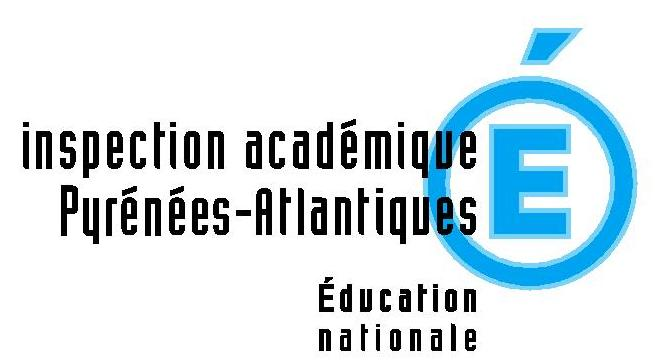 inspection académique
Pyrénées-Atlantiques
É
Éducation
nationale